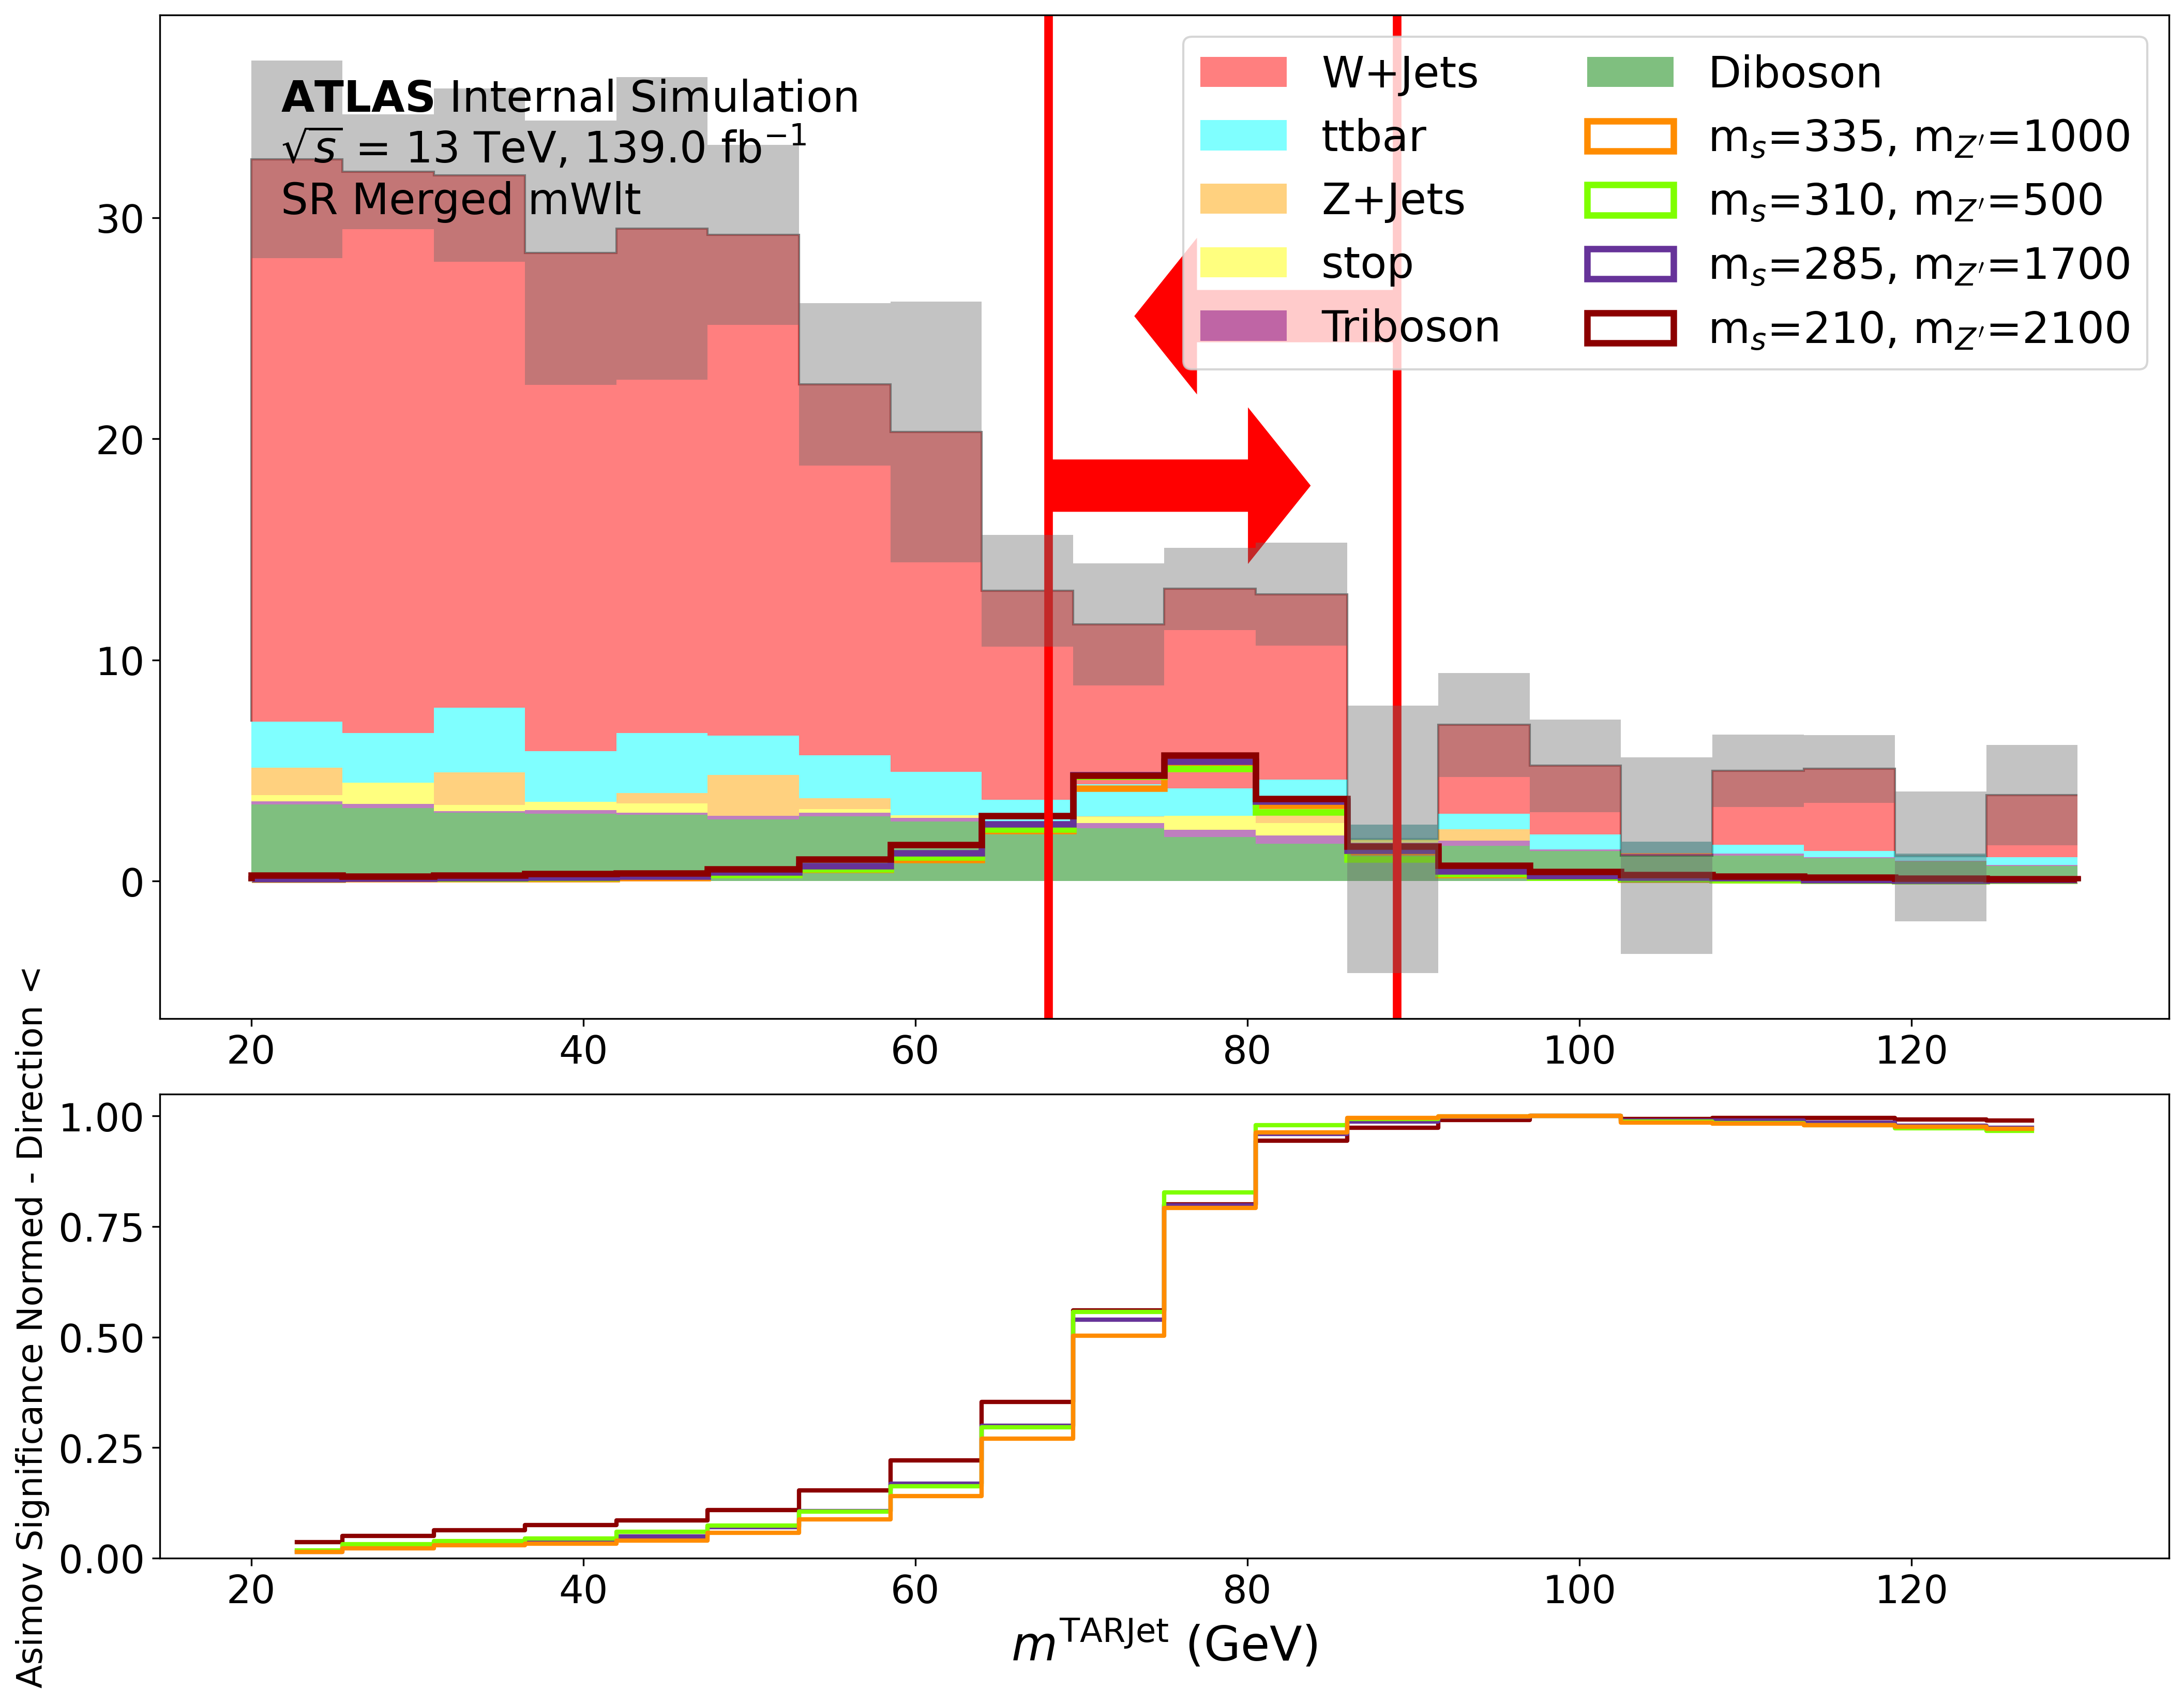 ATLAS Internal Simulation
√s = 13 TeV, 139.0 fb⁻¹
SR Merged mWlt
W+Jets
ttbar
Z+Jets
stop
Triboson
Diboson
mₛ=335, m_Z′=1000
mₛ=310, m_Z′=500
mₛ=285, m_Z′=1700
mₛ=210, m_Z′=2100
30
20
10
0
20 40 60 80 100 120
Asimov Significance Normed - Direction <
1.00
0.75
0.50
0.25
0.00
20 40 60 80 100 120
m^TARJet (GeV)